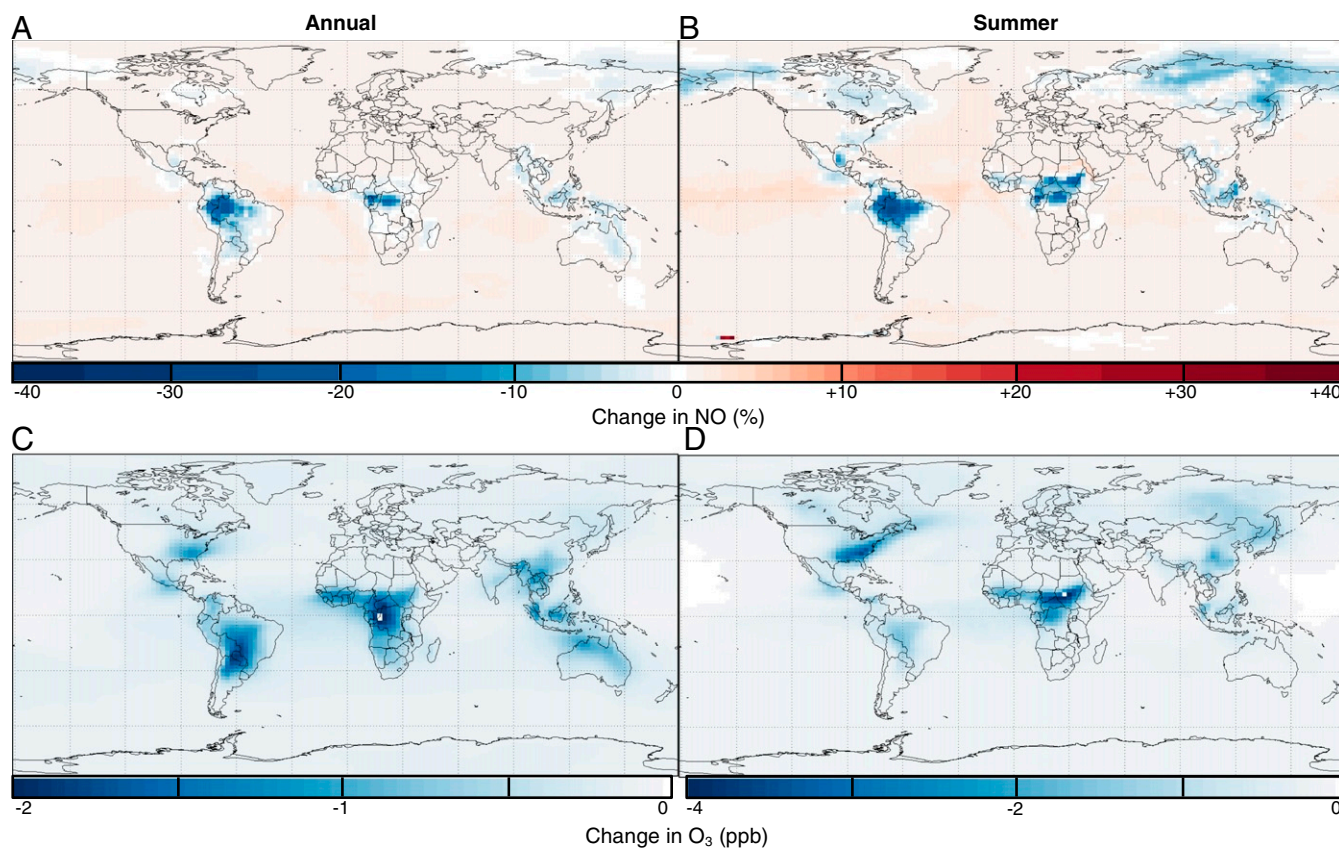 A Annual B Summer
-40 -30 -20 -10 0 +10 +20 +30 +40
Change in NO (%)
C D
-2 -1 0 -4 -2 0
Change in O₃ (ppb)